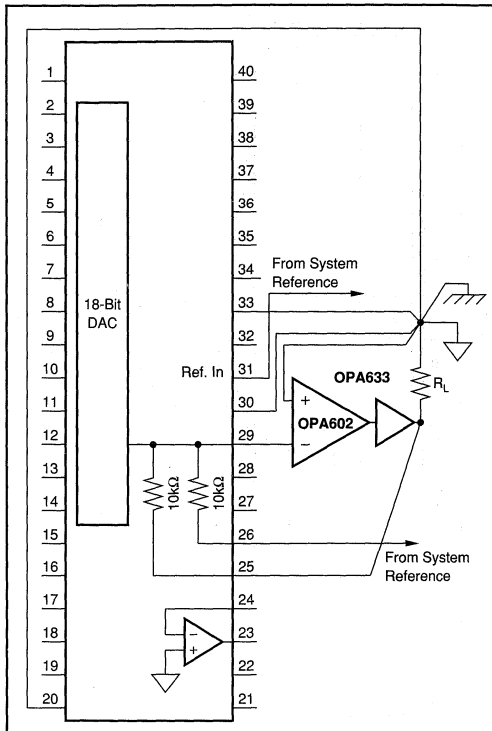 1 40
2 39
3 38
4 37
5 36
6 35
7 34
From System
Reference
8 33
18-Bit
DAC
9 32
10 Ref. In 31
OPA633
RL
11 30
+
OPA602
12 29
−
13 28
10kΩ 10kΩ
14 27
15 26
From System
Reference
16 25
17 24
−
18 23
+
19 22
20 21